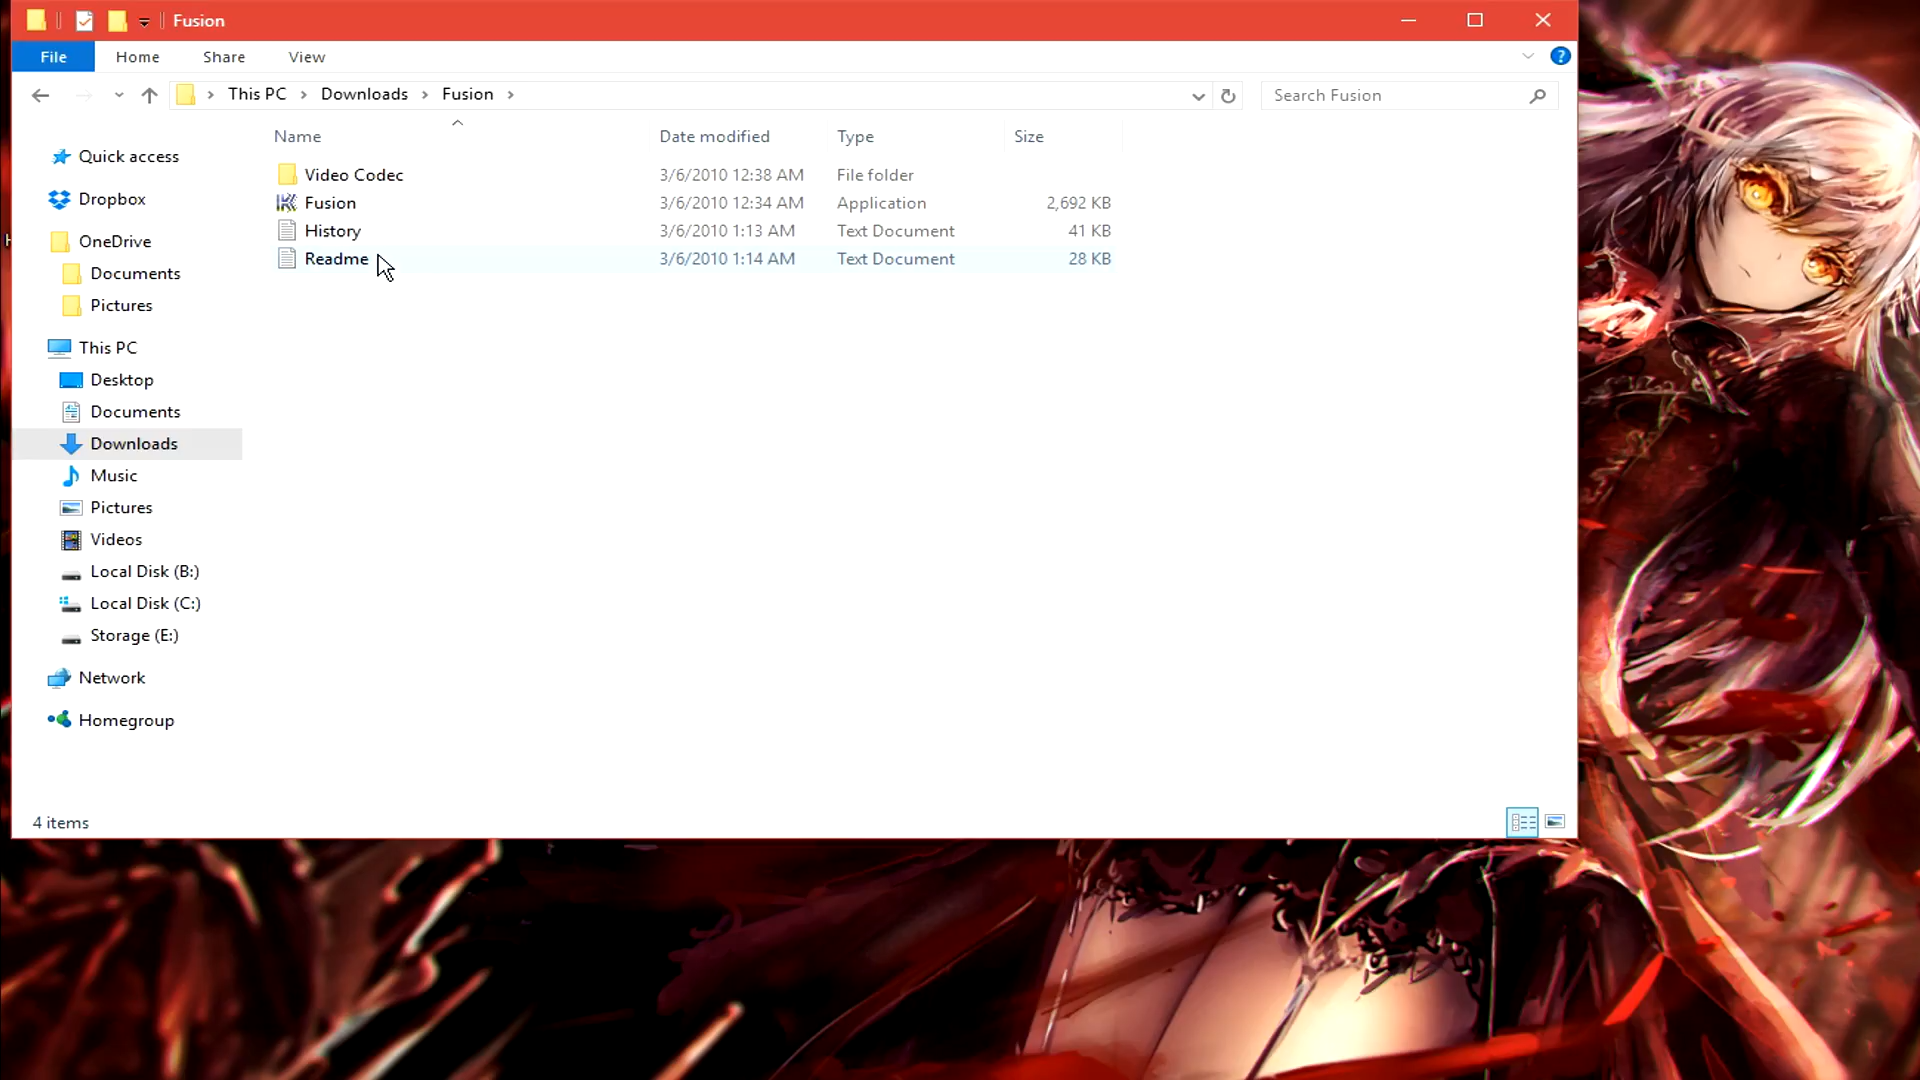 Fusion
File Home Share View
This PC Downloads Fusion Search Fusion
Name Date modified Type Size
Quick access
Dropbox
OneDrive
Documents
Pictures
This PC
Desktop
Documents
Downloads
Music
Pictures
Videos
Local Disk (B:)
Local Disk (C:)
Storage (E:)
Network
Homegroup
Video Codec 3/6/2010 12:38 AM File folder
Fusion 3/6/2010 12:34 AM Application 2,692 KB
History 3/6/2010 1:13 AM Text Document 41 KB
Readme 3/6/2010 1:14 AM Text Document 28 KB
4 items